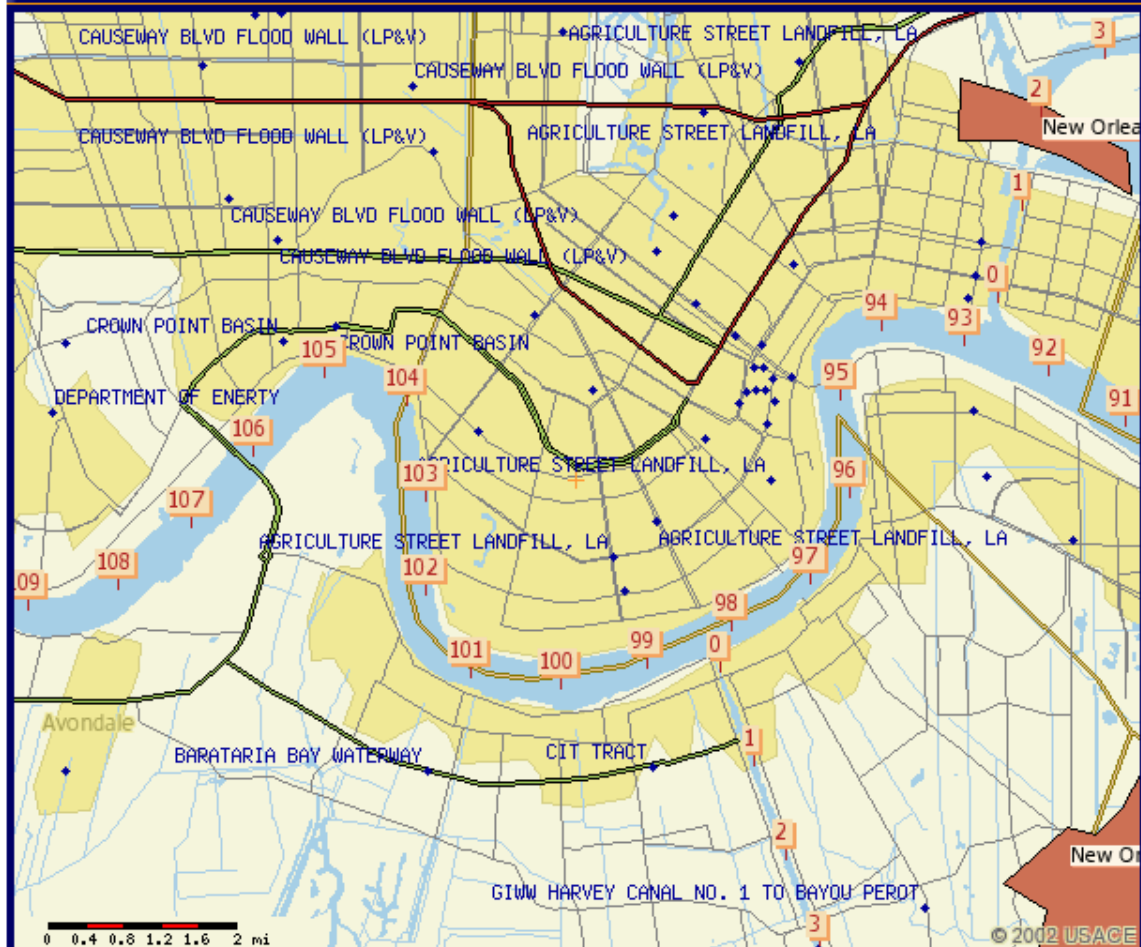 CAUSEWAY BLVD FLOOD WALL (LP&V)
AGRICULTURE STREET LANDFILL, LA
3
CAUSEWAY BLVD FLOOD WALL (LP&V)
2
CAUSEWAY BLVD FLOOD WALL (LP&V)
AGRICULTURE STREET LANDFILL, LA
New Orlea
1
CAUSEWAY BLVD FLOOD WALL (LP&V)
CAUSEWAY BLVD FLOOD WALL (LP&V)
0
94
93
CROWN POINT BASIN
CROWN POINT BASIN
105
92
104
95
DEPARTMENT OF ENERTY
91
106
AGRICULTURE STREET LANDFILL, LA
103
96
107
AGRICULTURE STREET LANDFILL, LA
AGRICULTURE STREET LANDFILL, LA
108
102
97
109
98
99
0
101
100
Avondale
1
BARATARIA BAY WATERWAY
CIT TRACT
2
New Or
GIWW HARVEY CANAL NO. 1 TO BAYOU PEROT
3
0 0.4 0.8 1.2 1.6 2 mi
© 2002 USACE